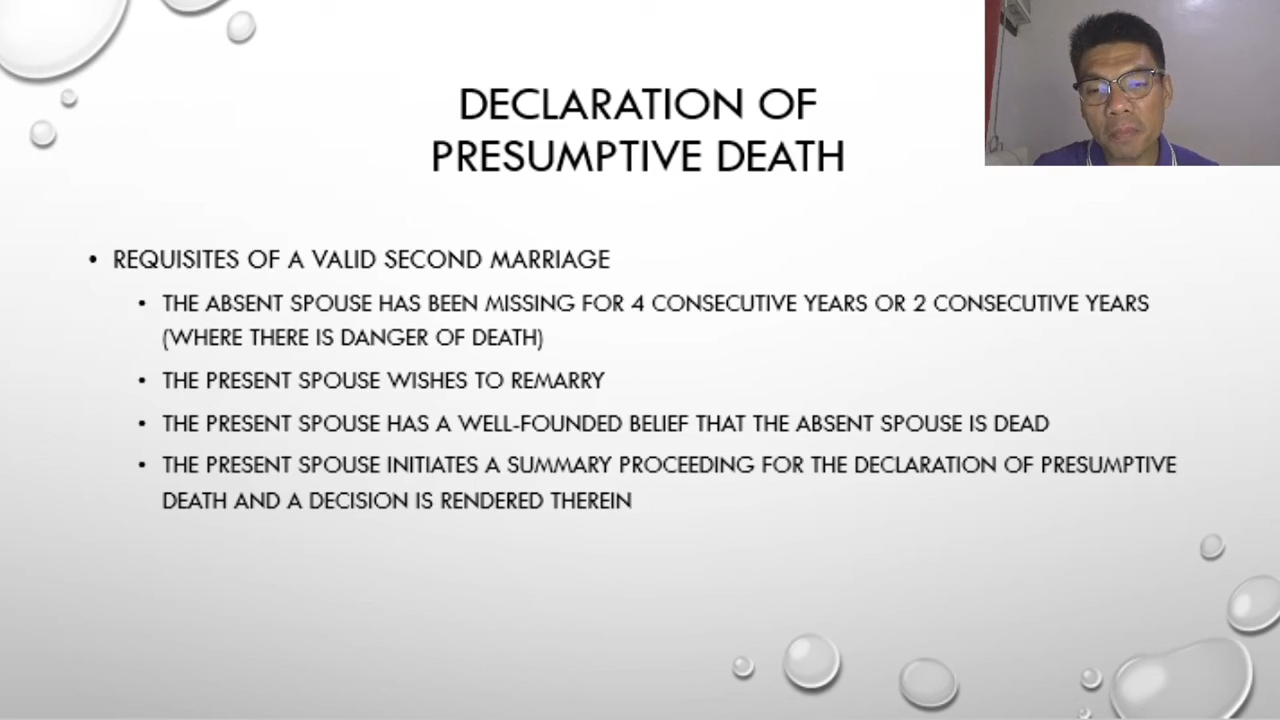 DECLARATION OF
PRESUMPTIVE DEATH
• REQUISITES OF A VALID SECOND MARRIAGE
• THE ABSENT SPOUSE HAS BEEN MISSING FOR 4 CONSECUTIVE YEARS OR 2 CONSECUTIVE YEARS
(WHERE THERE IS DANGER OF DEATH)
• THE PRESENT SPOUSE WISHES TO REMARRY
• THE PRESENT SPOUSE HAS A WELL-FOUNDED BELIEF THAT THE ABSENT SPOUSE IS DEAD
• THE PRESENT SPOUSE INITIATES A SUMMARY PROCEEDING FOR THE DECLARATION OF PRESUMPTIVE
DEATH AND A DECISION IS RENDERED THEREIN